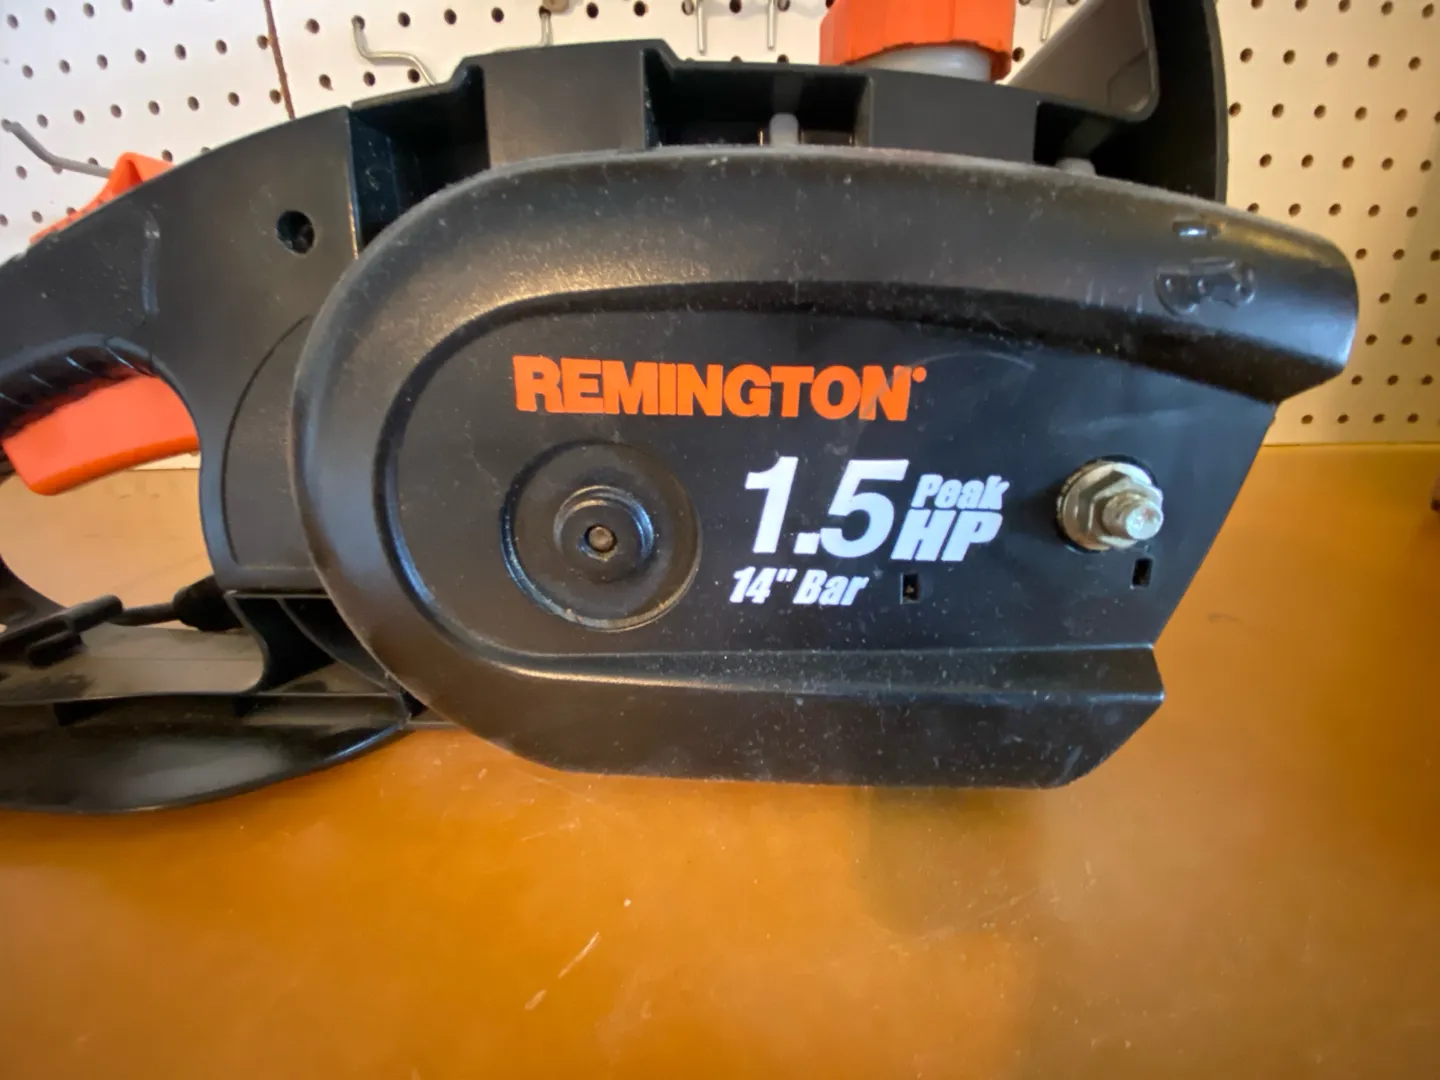 REMINGTON
1.5 Peak HP
14" Bar